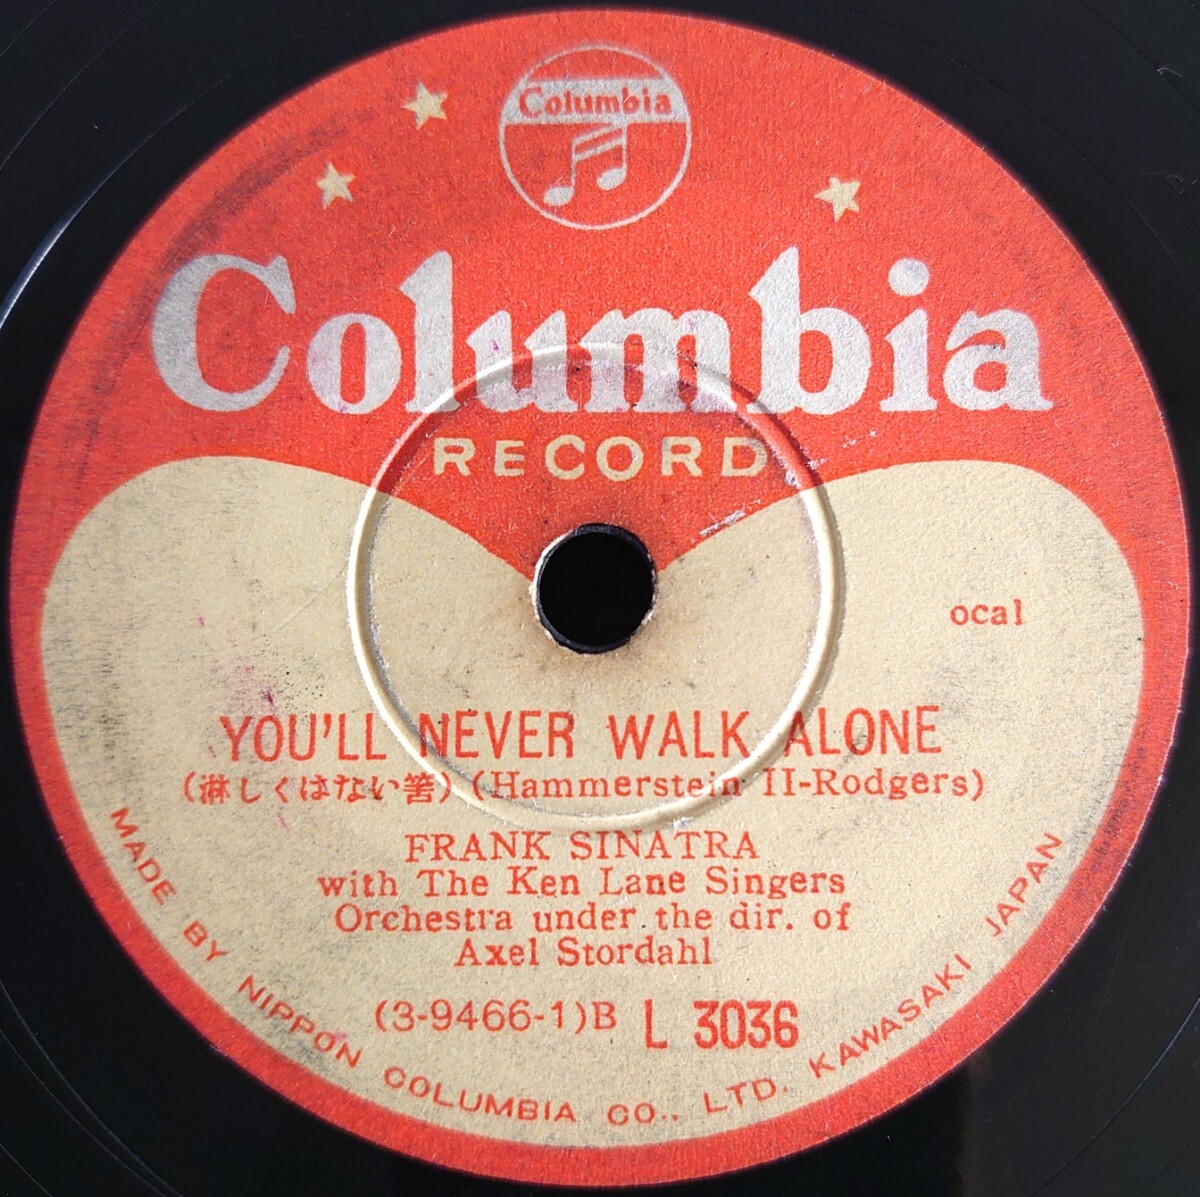 Columbia
Columbia
RECORD
ocal
YOU'LL NEVER WALK ALONE
(淋しくはない筈) (Hammerstein II-Rodgers)
FRANK SINATRA
with The Ken Lane Singers
Orchestra under the dir. of
Axel Stordahl
(3-9466-1)B L 3036
MADE BY NIPPON COLUMBIA CO., LTD. KAWASAKI JAPAN